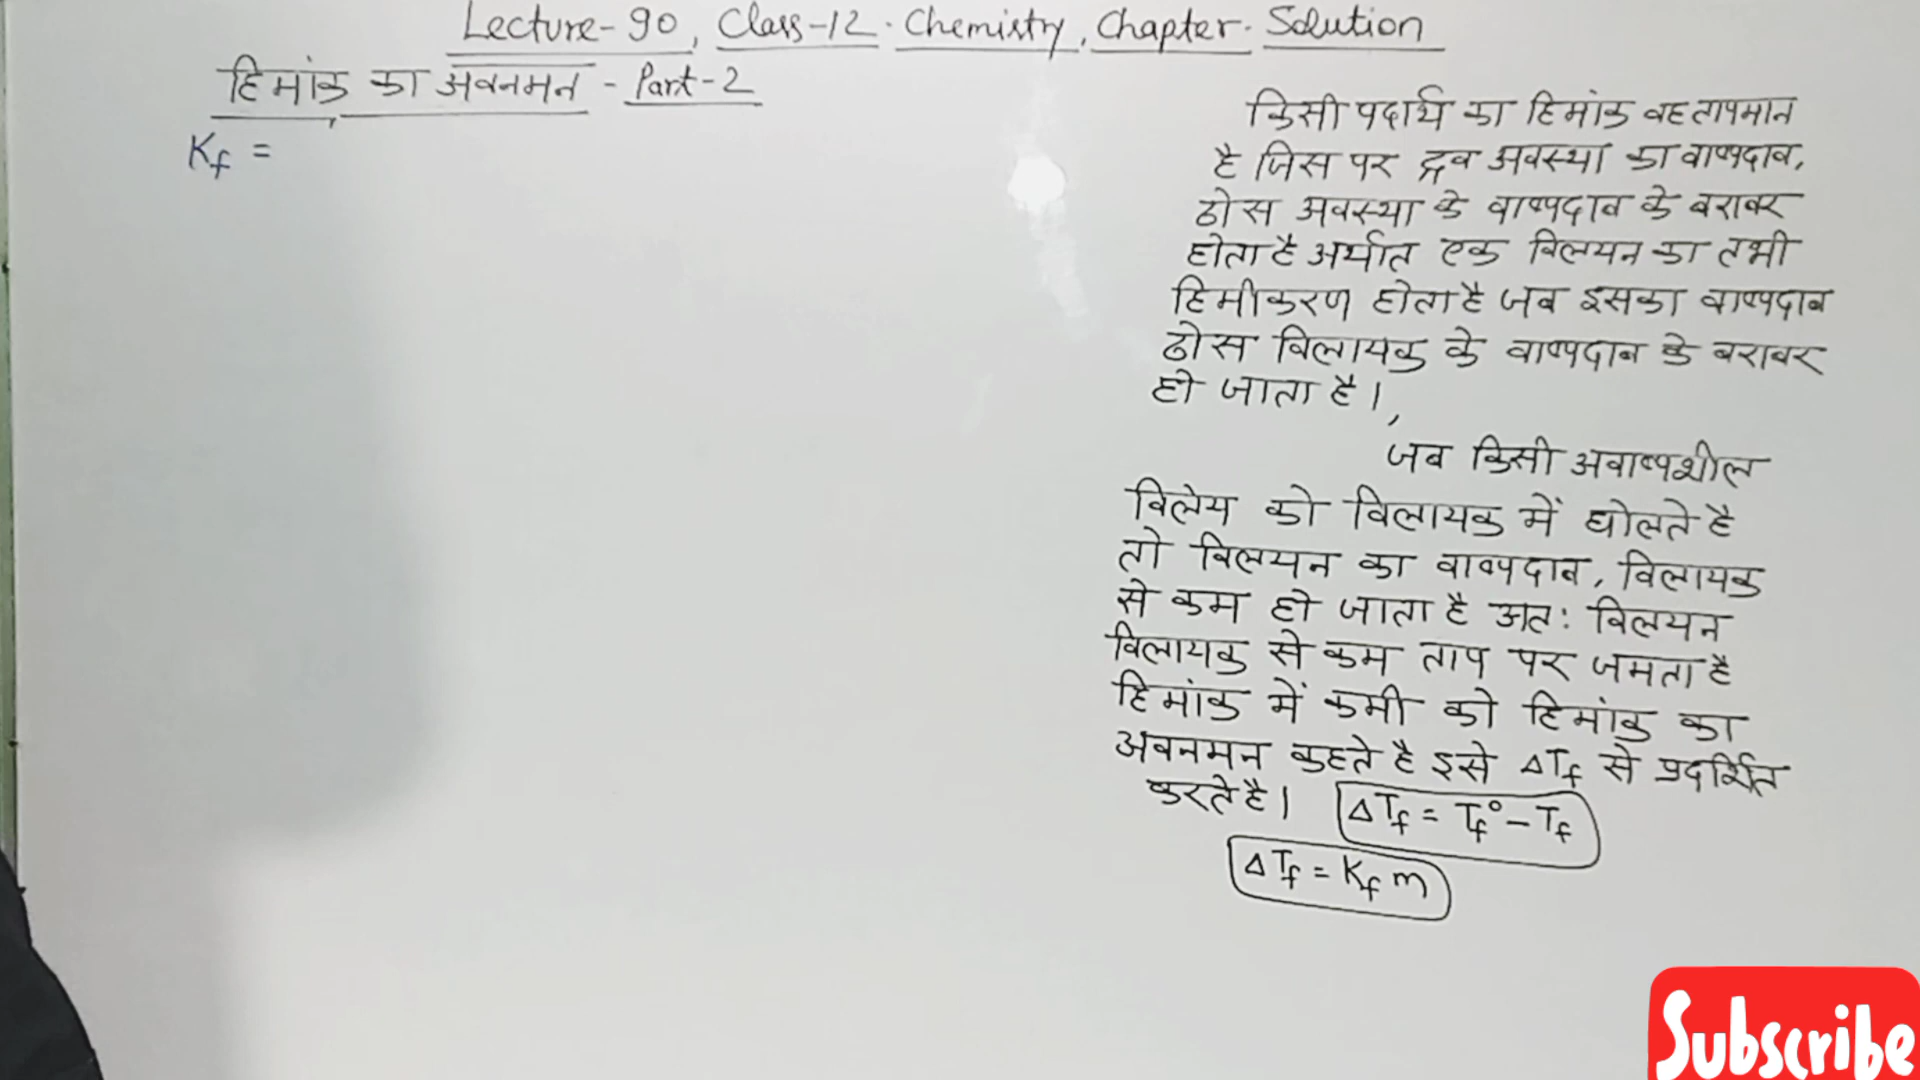 Lecture-90, Class-12. Chemistry, Chapter. Solution
हिमांक का अवनमन - Part-2
Kf =
किसी पदार्थ का हिमांक वह तापमान
है जिस पर द्रव अवस्था का वाष्पदाब,
ठोस अवस्था के वाष्पदाब के बराबर
होता है अर्थात एक विलयन का तभी
हिमीकरण होता है जब इसका वाष्पदाब
ठोस विलायक के वाष्पदाब के बराबर
हो जाता है।,
जब किसी अवाष्पशील
विलेय को विलायक में घोलते है
तो विलयन का वाष्पदाब, विलायक
से कम हो जाता है अत: विलयन
विलायक से कम ताप पर जमता है
हिमांक में कमी को हिमांक का
अवनमन कहते है इसे ΔTf से प्रदर्शित
करते है। ΔTf = Tf° - Tf
ΔTf = Kf m
Subscribe